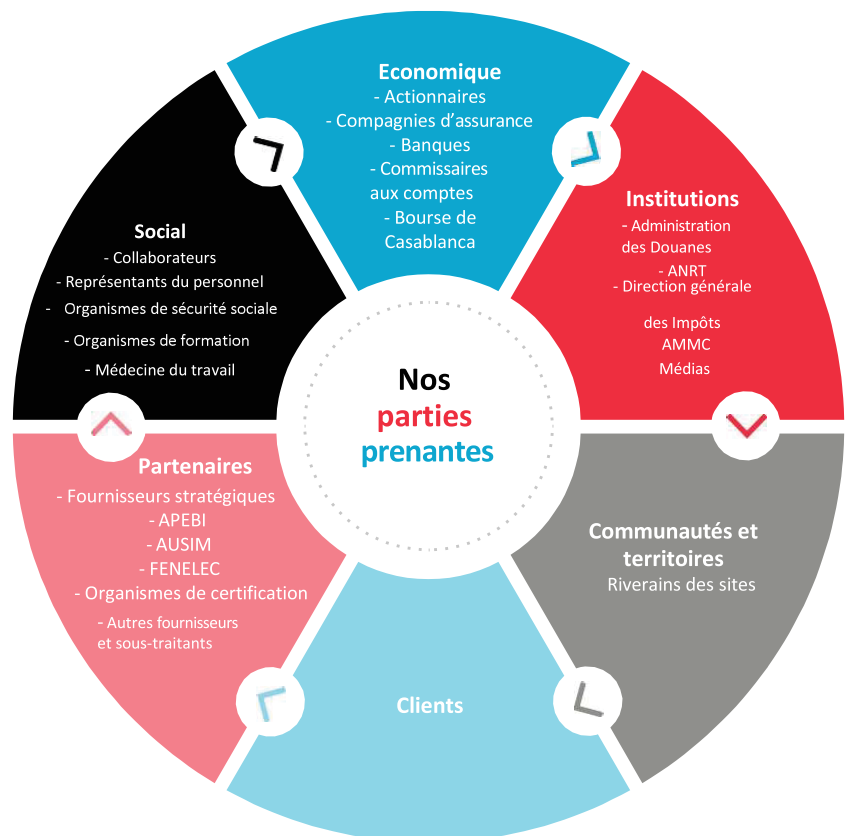 Economique
- Actionnaires
- Compagnies d’assurance
- Banques
- Commissaires
aux comptes
- Bourse de
Casablanca
Institutions
- Administration
des Douanes
- ANRT
- Direction générale
des Impôts
AMMC
Médias
Social
- Collaborateurs
- Représentants du personnel
- Organismes de sécurité sociale
- Organismes de formation
- Médecine du travail
Nos
parties
prenantes
Partenaires
- Fournisseurs stratégiques
- APEBI
- AUSIM
- FENELEC
- Organismes de certification
- Autres fournisseurs
et sous-traitants
Communautés et
territoires
Riverains des sites
Clients